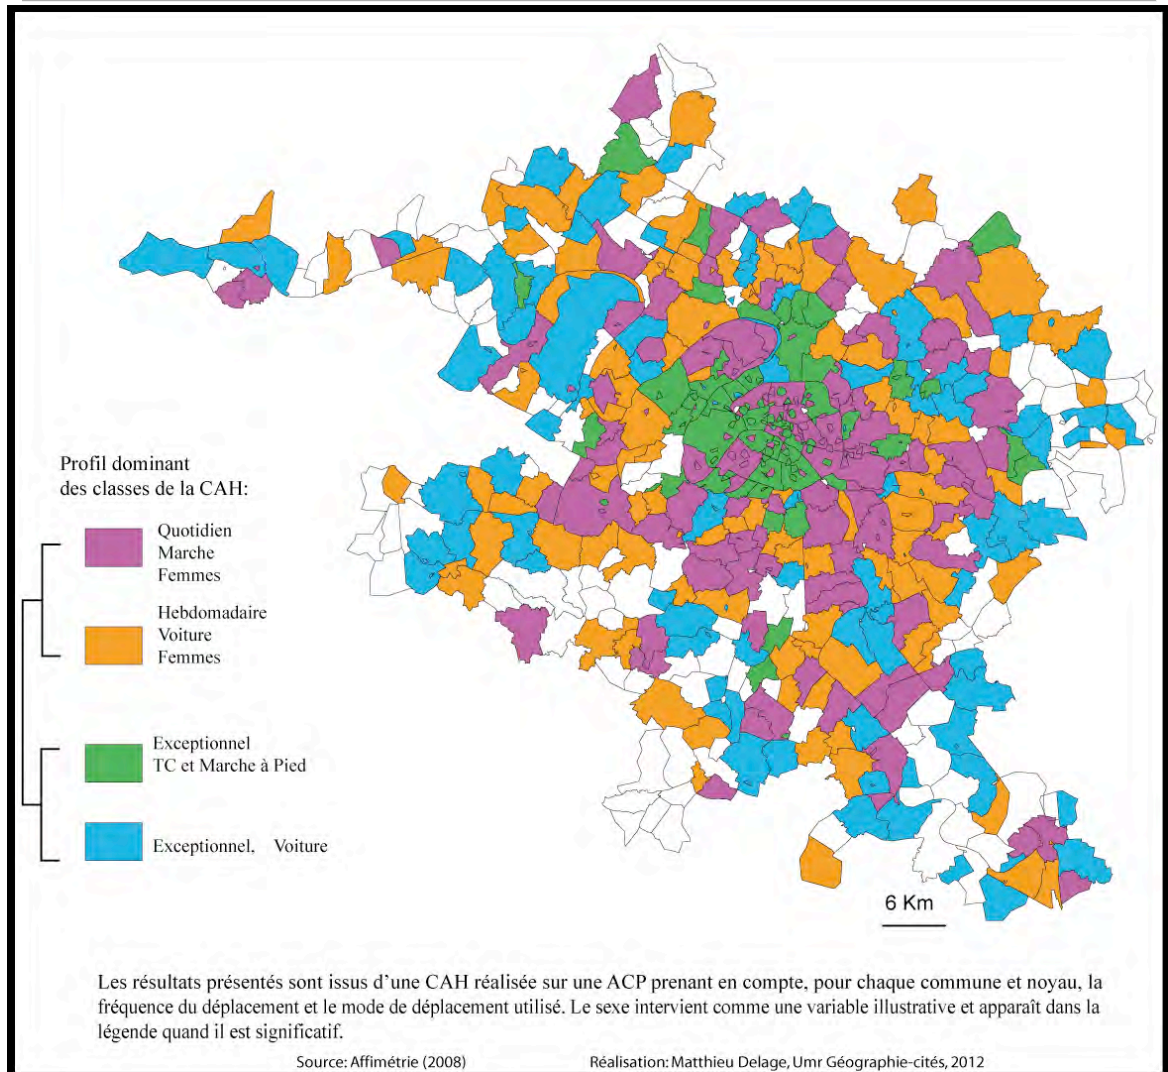 Profil dominant
des classes de la CAH:
Quotidien
Marche
Femmes
Hebdomadaire
Voiture
Femmes
Exceptionnel
TC et Marche à Pied
Exceptionnel, Voiture
6 Km
Les résultats présentés sont issus d'une CAH réalisée sur une ACP prenant en compte, pour chaque commune et noyau, la
fréquence du déplacement et le mode de déplacement utilisé. Le sexe intervient comme une variable illustrative et apparaît dans la
légende quand il est significatif.
Source: Affimétrie (2008) Réalisation: Matthieu Delage, Umr Géographie-cités, 2012